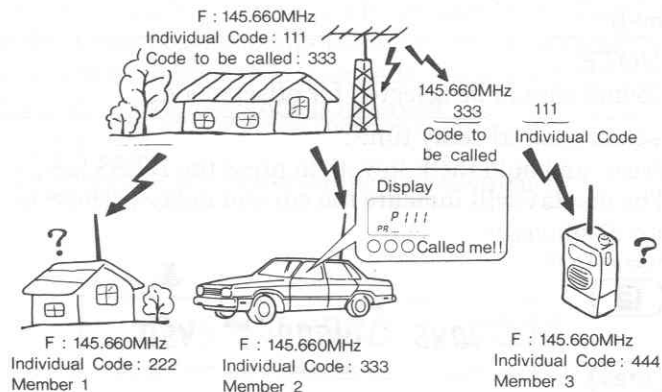 F : 145.660MHz
Individual Code : 111
Code to be called : 333
145.660MHz
333 111
Code to be called
Individual Code
?
Display
P111
PR _
○○○Called me!!
?
F : 145.660MHz
Individual Code : 222
Member 1
F : 145.660MHz
Individual Code : 333
Member 2
F : 145.660MHz
Individual Code : 444
Member 3